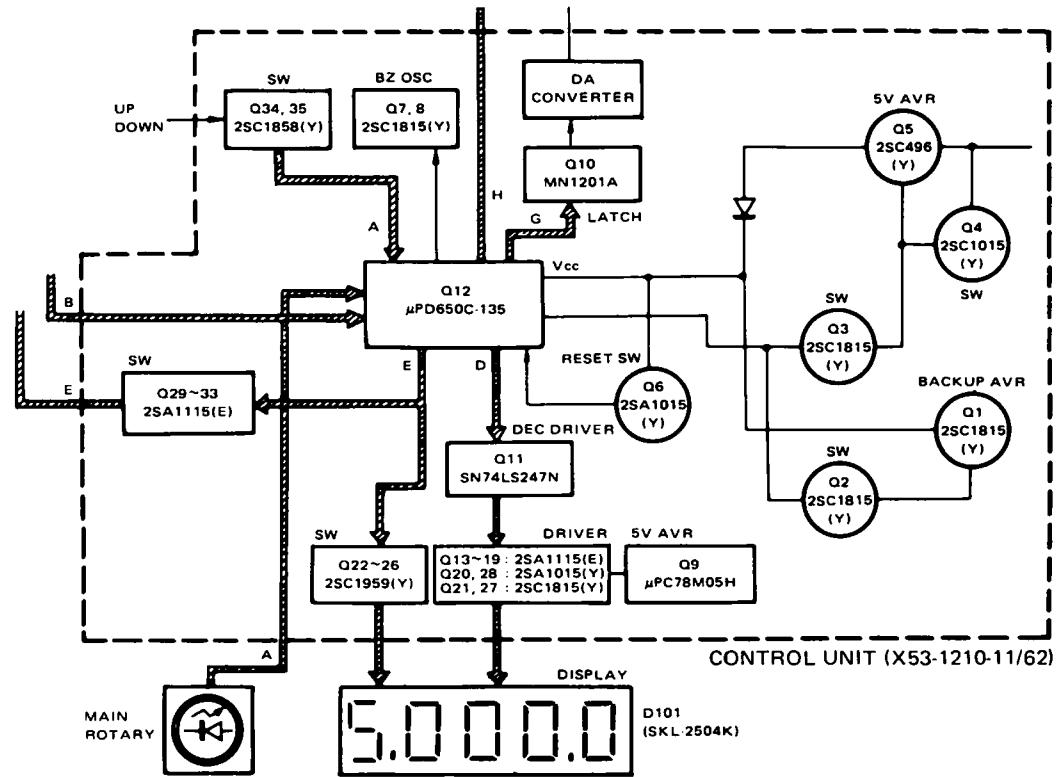 SW
Q34, 35
2SC1858(Y)
UP
DOWN
BZ OSC
Q7, 8
2SC1815(Y)
DA
CONVERTER
Q10
MN1201A
LATCH
5V AVR
Q5
2SC496
(Y)
Q4
2SC1015
(Y)
SW
A
H
G
Vcc
Q12
μPD650C-135
B
SW
Q3
2SC1815
(Y)
RESET SW
Q6
2SA1015
(Y)
BACKUP AVR
Q1
2SC1815
(Y)
SW
Q2
2SC1815
(Y)
E
SW
Q29~33
2SA1115(E)
E
D
DEC DRIVER
Q11
SN74LS247N
SW
Q22~26
2SC1959(Y)
DRIVER
Q13~19 : 2SA1115(E)
Q20, 28 : 2SA1015(Y)
Q21, 27 : 2SC1815(Y)
5V AVR
Q9
μPC78M05H
A
CONTROL UNIT (X53-1210-11/62)
MAIN
ROTARY
DISPLAY
5.000.0
D101
(SKL-2504K)